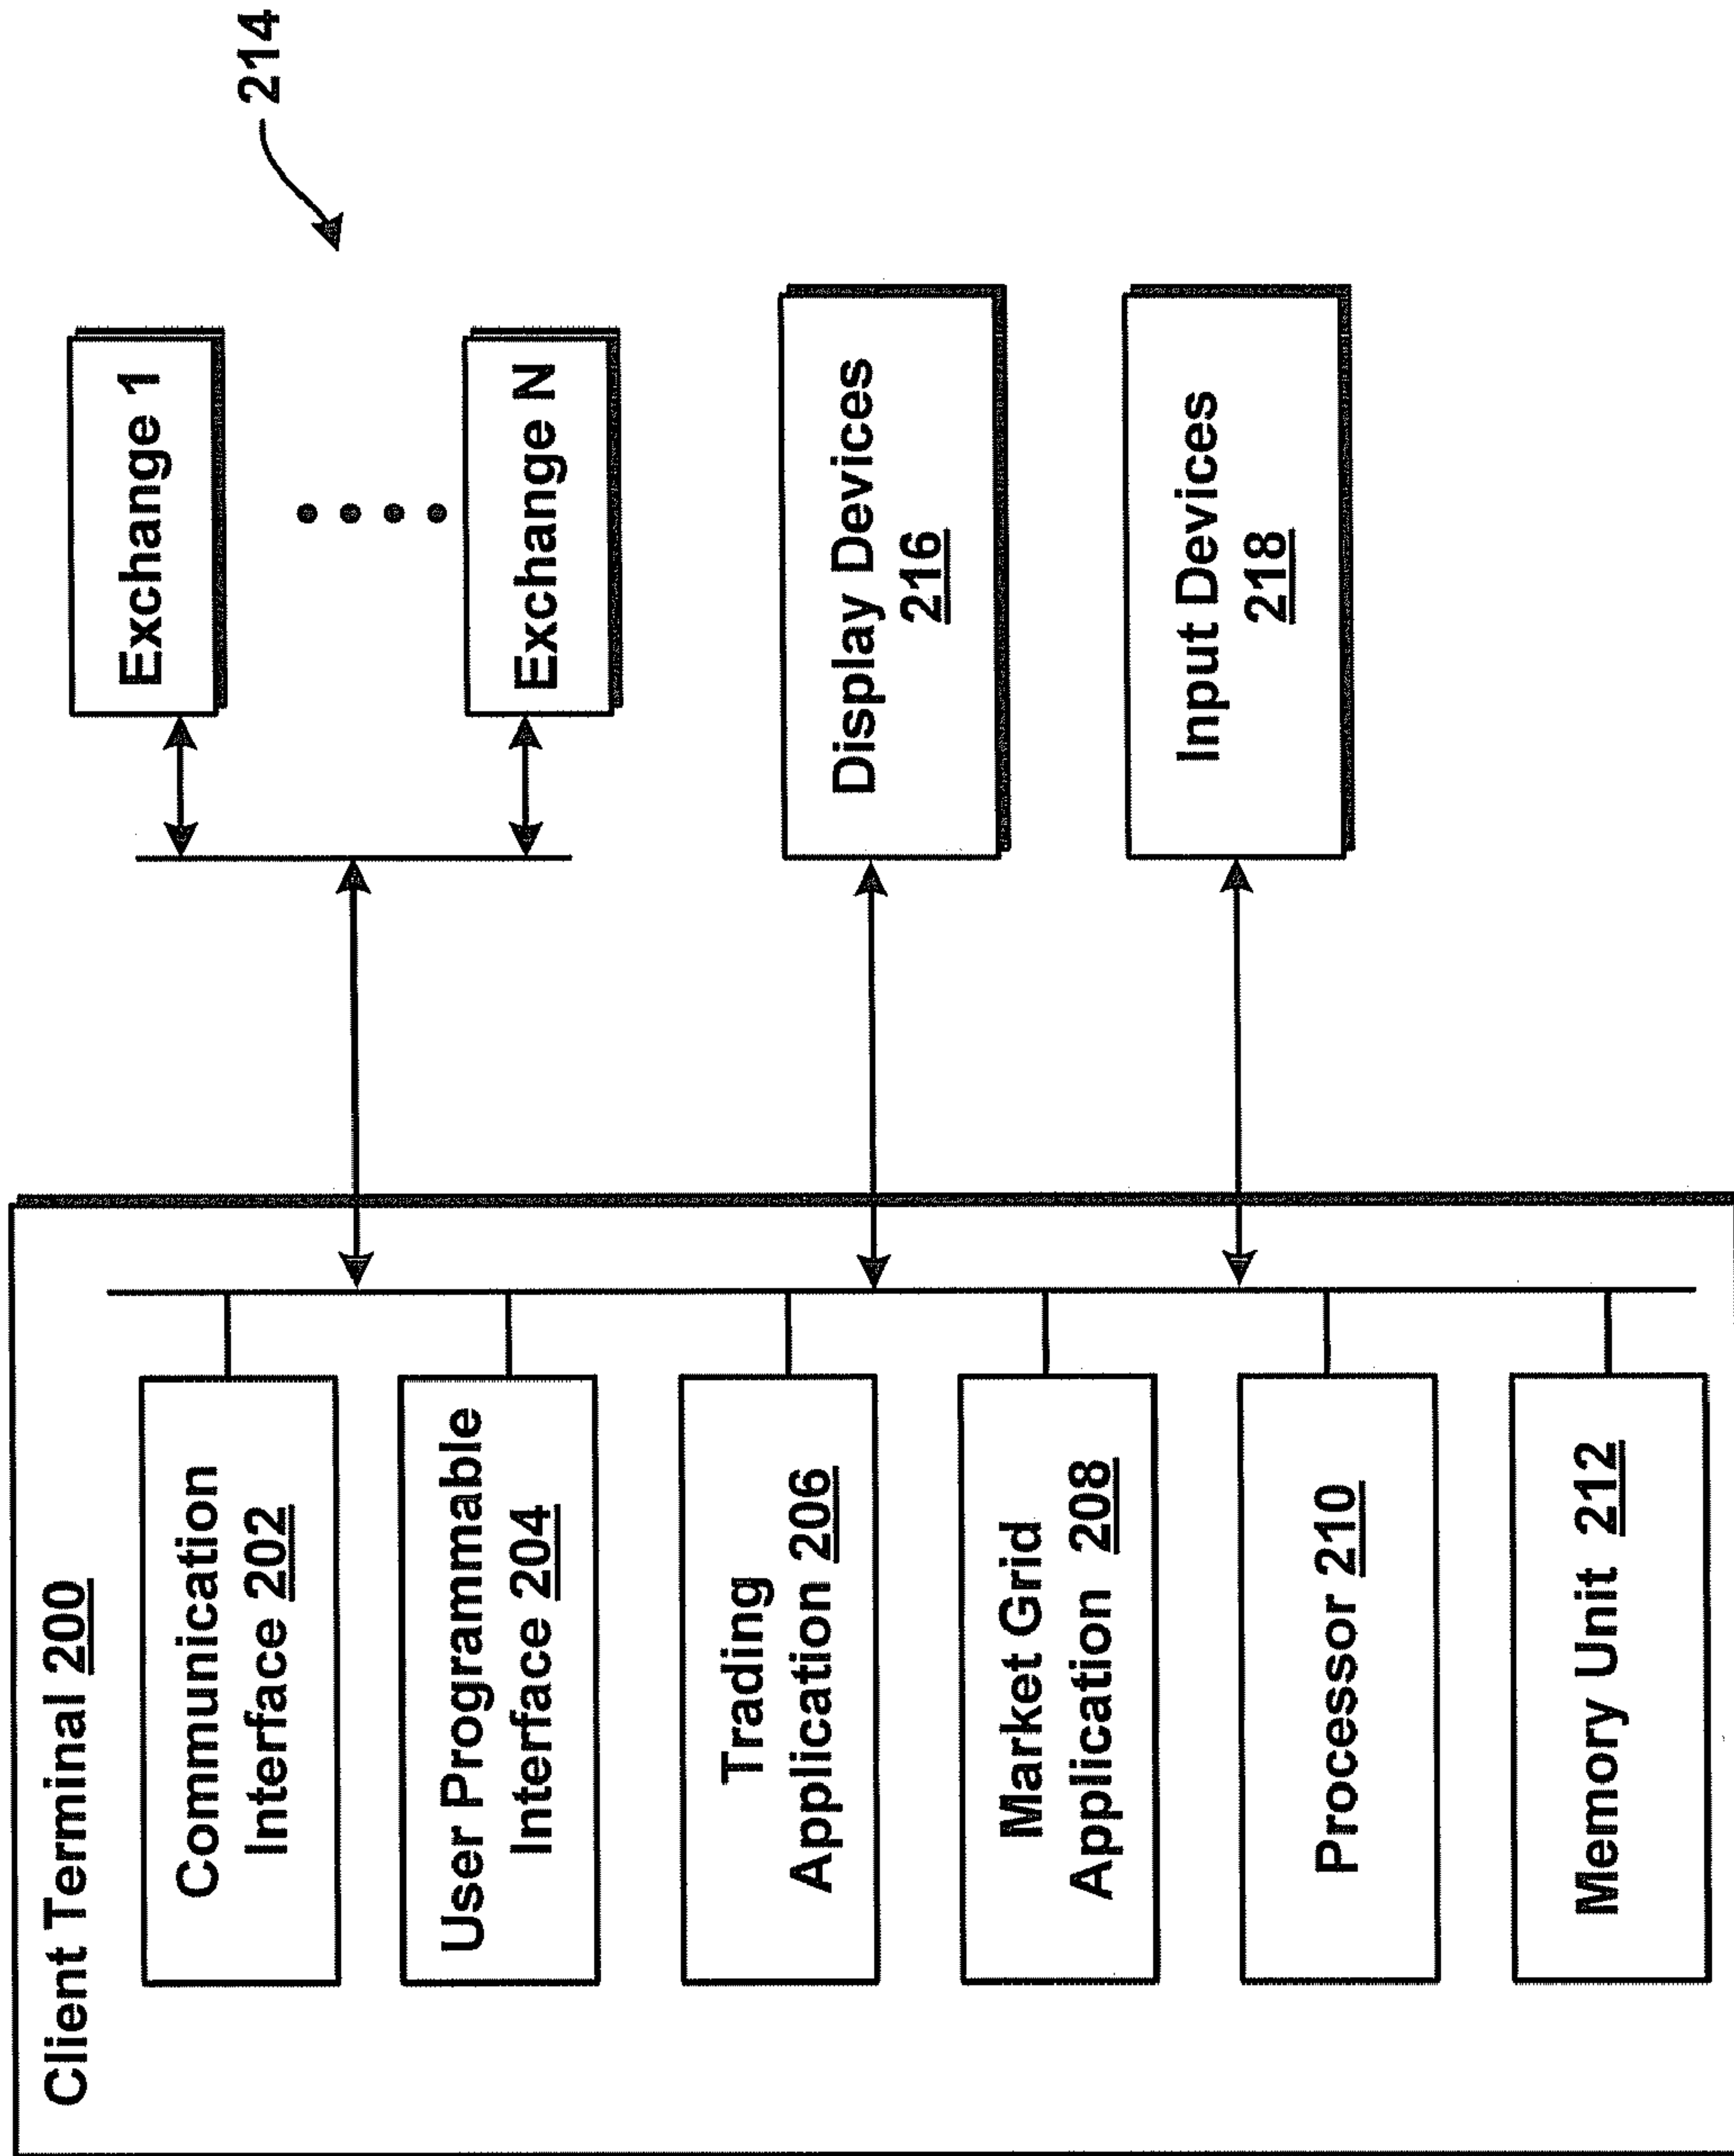 Client Terminal 200
Communication
Interface 202
User Programmable
Interface 204
Trading
Application 206
Market Grid
Application 208
Processor 210
Memory Unit 212
Exchange 1
Exchange N
214
Display Devices
216
Input Devices
218